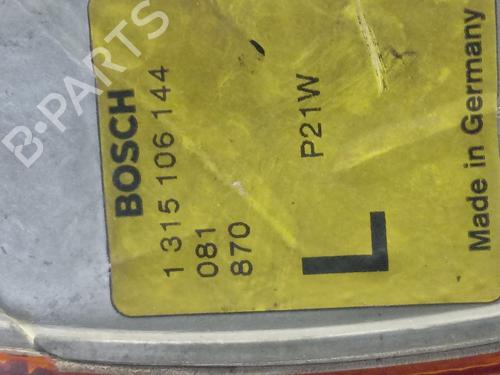 BOSCH
1 315 106 144
081
870
P21W
L
Made in Germany
B-PARTS